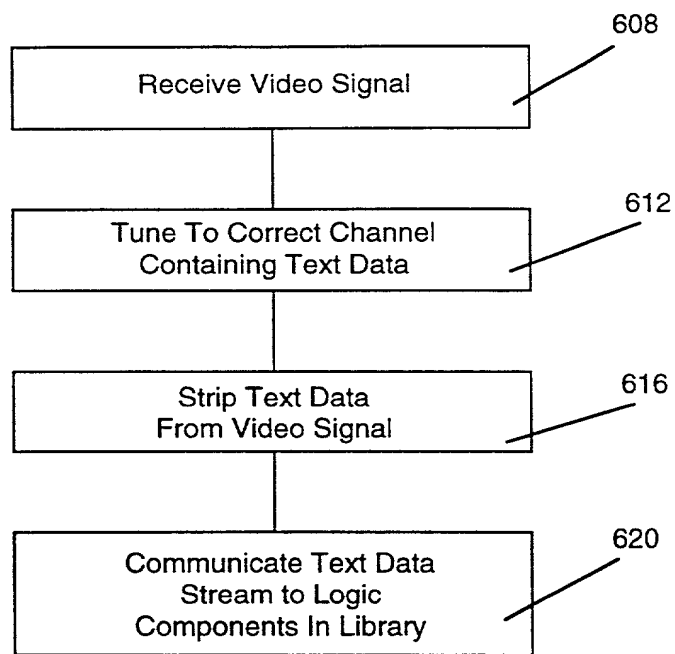 608
Receive Video Signal
612
Tune To Correct Channel
Containing Text Data
616
Strip Text Data
From Video Signal
620
Communicate Text Data
Stream to Logic
Components In Library